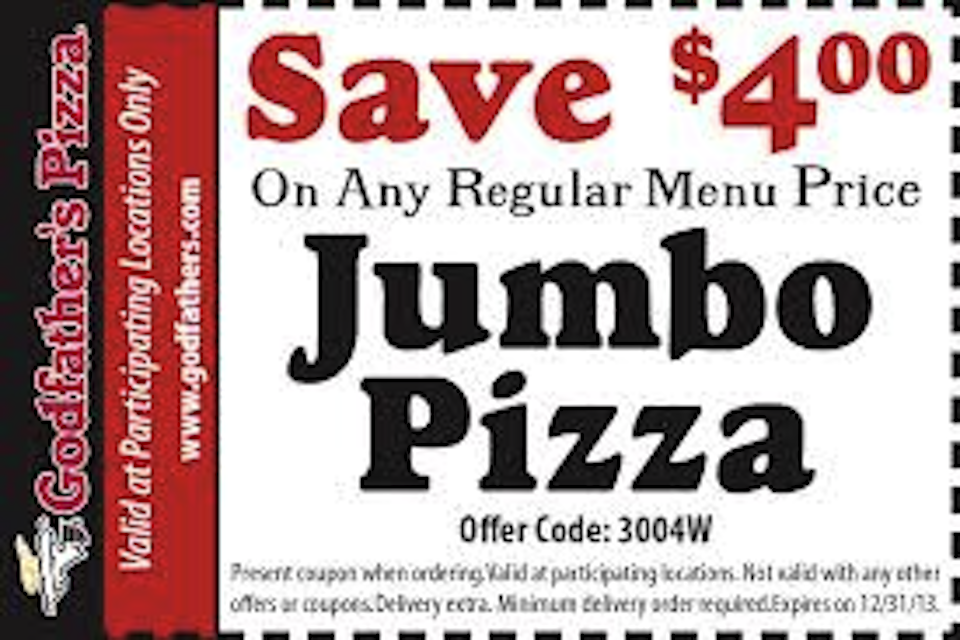 Godfather's Pizza
Valid at Participating Locations Only
www.godfathers.com
Save $4.00
On Any Regular Menu Price
Jumbo
Pizza
Offer Code: 3004W
Present coupon when ordering.Valid at participating locations. Not valid with any other
offers or coupons.Delivery extra. Minimum delivery order required.Expires on 12/31/13.